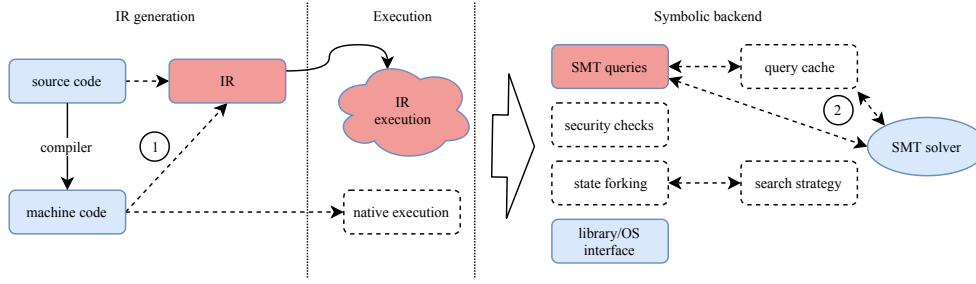 IR generation
Execution
Symbolic backend
source code
IR
IR
execution
compiler
1
machine code
native execution
SMT queries
query cache
2
security checks
SMT solver
state forking
search strategy
library/OS
interface